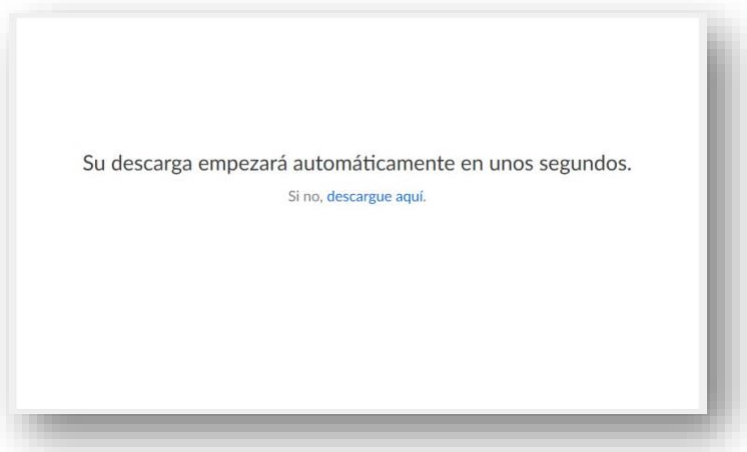 Su descarga empezará automáticamente en unos segundos.
Si no, descargue aquí.